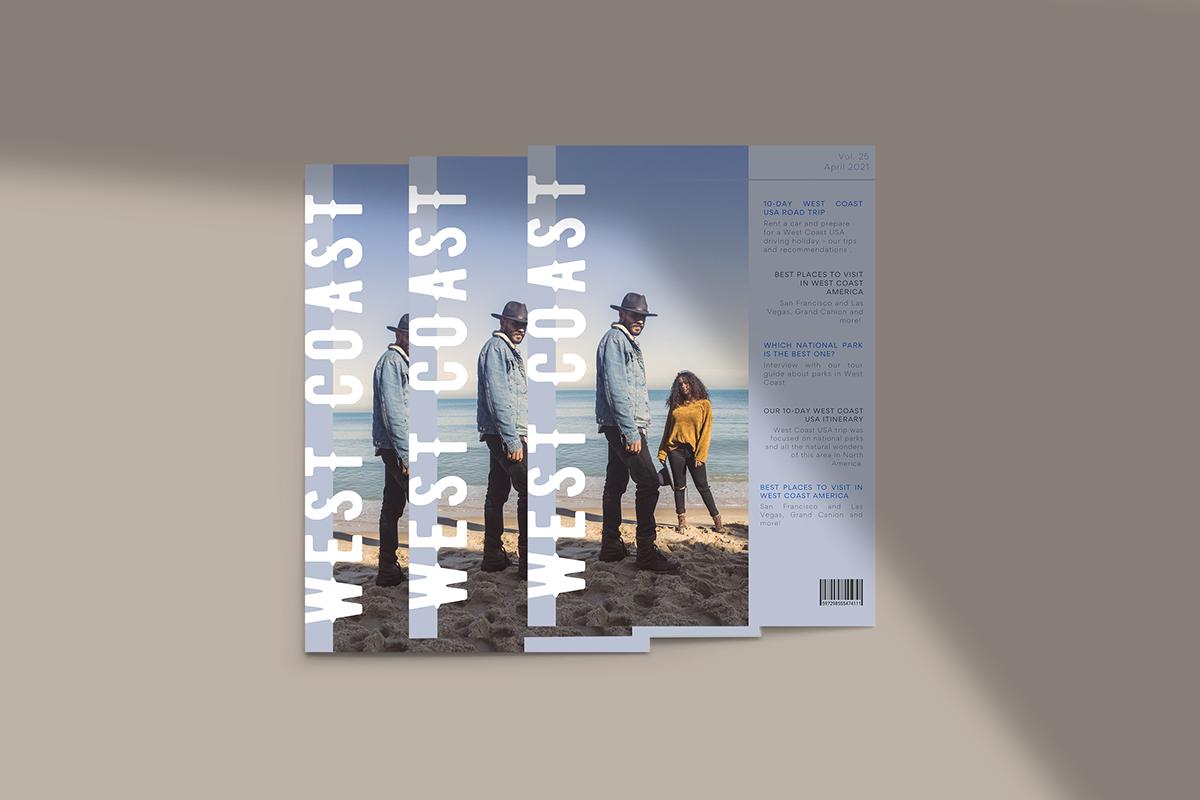 WEST COAST
WEST COAST
WEST COAST
Vol. 25
April 2021
10-DAY WEST COAST
USA ROAD TRIP
Rent a car and prepare
for a West Coast USA
driving holiday - our tips
and recommendations .
BEST PLACES TO VISIT
IN WEST COAST
AMERICA
San Francisco and Las
Vegas, Grand Canion and
more!
WHICH NATIONAL PARK
IS THE BEST ONE?
Interview with our tour
guide about parks in West
Coast
OUR 10-DAY WEST COAST
USA ITINERARY
West Coast USA trip was
focused on national parks
and all the natural wonders
of this area in North
America.
BEST PLACES TO VISIT IN
WEST COAST AMERICA
San Francisco and Las
Vegas, Grand Canion and
more!